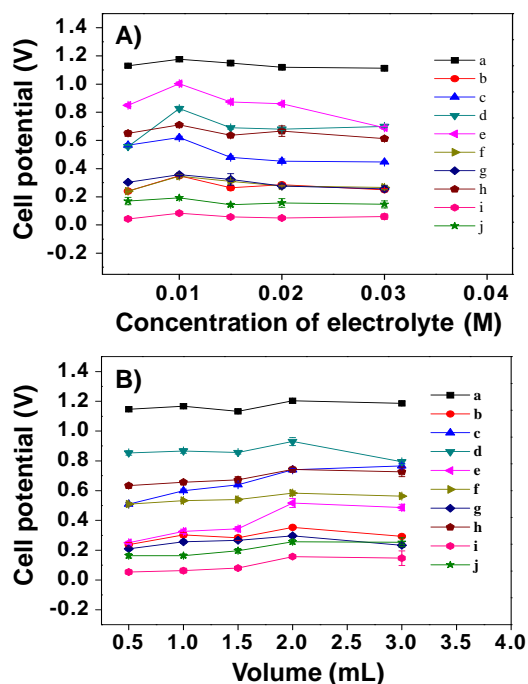 A)
Cell potential (V)
1.4
1.2
1.0
0.8
0.6
0.4
0.2
0.0
-0.2
a
b
c
d
e
f
g
h
i
j
0.01 0.02 0.03 0.04
Concentration of electrolyte (M)
B)
Cell potential (V)
1.4
1.2
1.0
0.8
0.6
0.4
0.2
0.0
-0.2
a
b
c
d
e
f
g
h
i
j
0.5 1.0 1.5 2.0 2.5 3.0 3.5 4.0
Volume (mL)